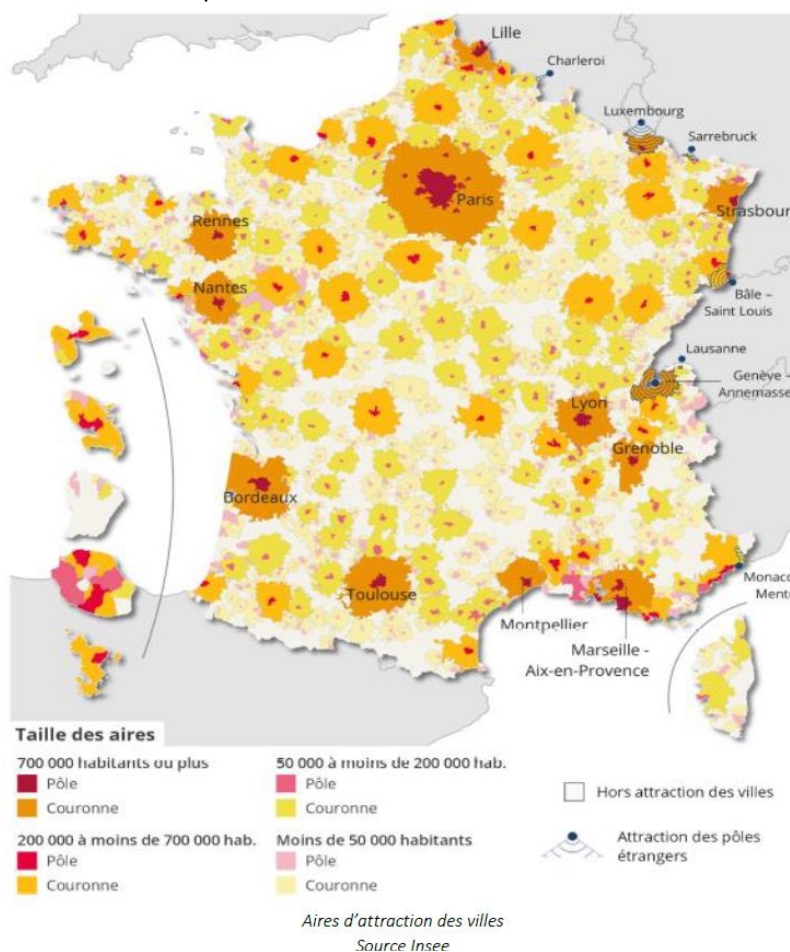 Lille
Charleroi
Luxembourg
Sarrebruck
Paris
Strasbour
Rennes
Nantes
Bâle –
Saint Louis
Lausanne
Genève –
Annemasse
Lyon
Grenoble
Bordeaux
Toulouse
Montpellier
Monaco
Mento
Marseille -
Aix-en-Provence
Taille des aires
700 000 habitants ou plus
Pôle
Couronne
50 000 à moins de 200 000 hab.
Pôle
Couronne
200 000 à moins de 700 000 hab.
Pôle
Couronne
Moins de 50 000 habitants
Pôle
Couronne
Hors attraction des villes
Attraction des pôles
étrangers
Aires d'attraction des villes
Source Insee